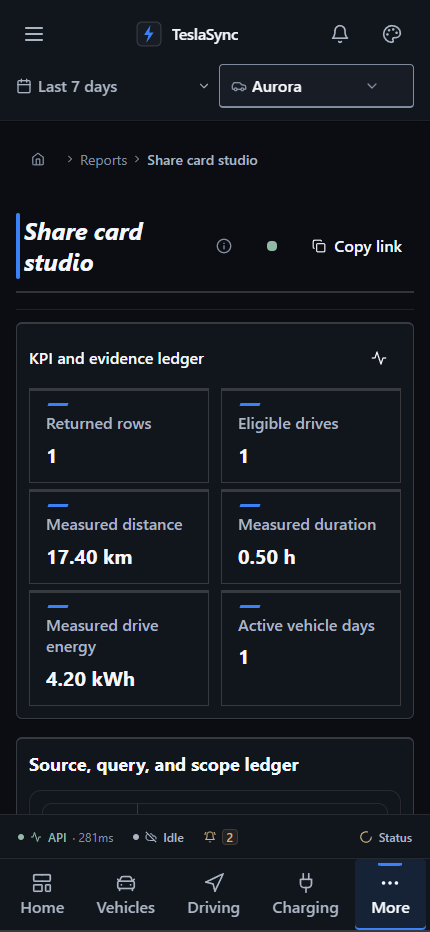 TeslaSync
Last 7 days
Aurora
Reports
Share card studio
Share card
studio
Copy link
KPI and evidence ledger
Returned rows
1
Eligible drives
1
Measured distance
17.40 km
Measured duration
0.50 h
Measured drive
energy
4.20 kWh
Active vehicle days
1
Source, query, and scope ledger
API · 281ms
Idle
2
Status
Home
Vehicles
Driving
Charging
More